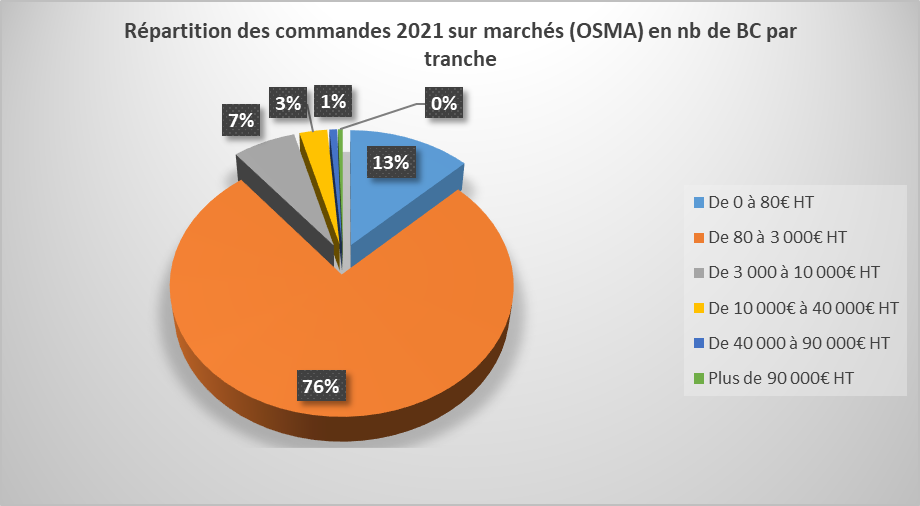 Répartition des commandes 2021 sur marchés (OSMA) en nb de BC par
tranche
3%
1%
0%
7%
13%
76%
De 0 à 80€ HT
De 80 à 3 000€ HT
De 3 000 à 10 000€ HT
De 10 000€ à 40 000€ HT
De 40 000 à 90 000€ HT
Plus de 90 000€ HT